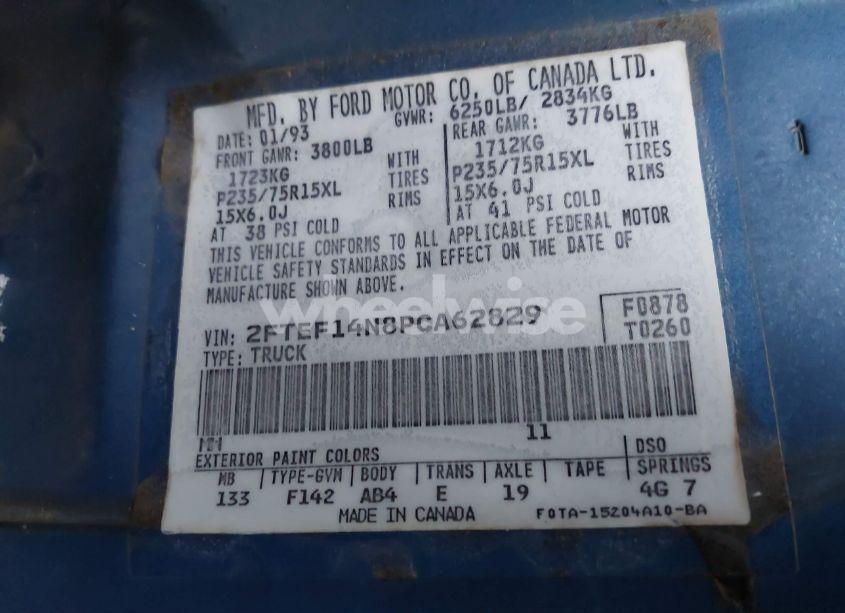 MFD. BY FORD MOTOR CO. OF CANADA LTD.
DATE: 01/93 GVWR: 6250LB/ 2834KG
FRONT GAWR: 3800LB REAR GAWR: 3776LB
1723KG WITH 1712KG WITH
P235/75R15XL TIRES P235/75R15XL TIRES
15X6.0J RIMS 15X6.0J RIMS
AT 38 PSI COLD AT 41 PSI COLD
THIS VEHICLE CONFORMS TO ALL APPLICABLE FEDERAL MOTOR
VEHICLE SAFETY STANDARDS IN EFFECT ON THE DATE OF
MANUFACTURE SHOWN ABOVE.
wheelwise
VIN: 2FTEF14N8PCA62829 F0878
TYPE: TRUCK T0260
MM 11
EXTERIOR PAINT COLORS DSO
WB TYPE-GVW BODY TRANS AXLE TAPE SPRINGS
133 F142 AB4 E 19 4G 7
MADE IN CANADA F0TA-15204A10-BA